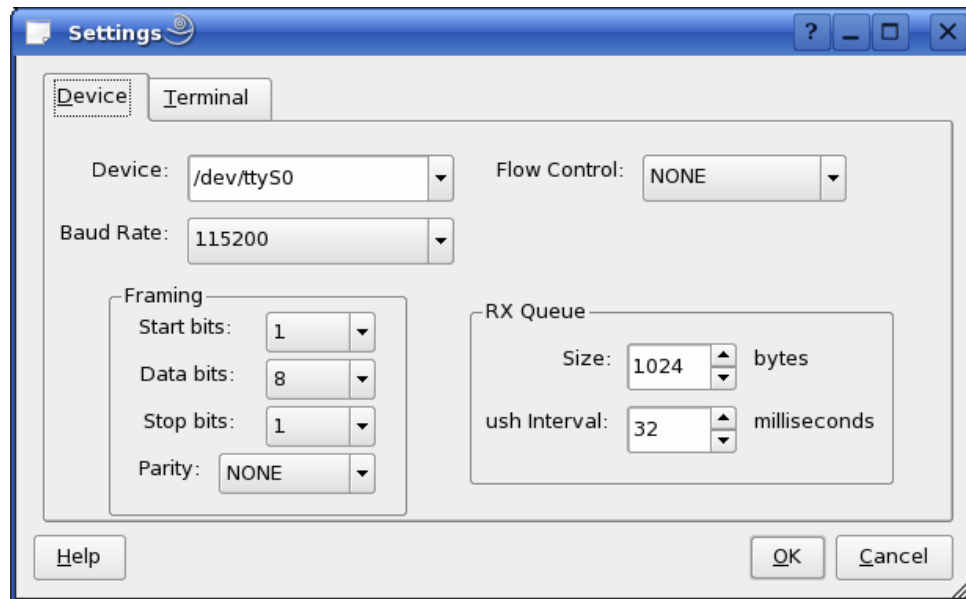 Settings
?
Device Terminal
Device: /dev/ttyS0 Flow Control: NONE
Baud Rate: 115200
Framing
Start bits: 1
Data bits: 8
Stop bits: 1
Parity: NONE
RX Queue
Size: 1024 bytes
ush Interval: 32 milliseconds
Help OK Cancel